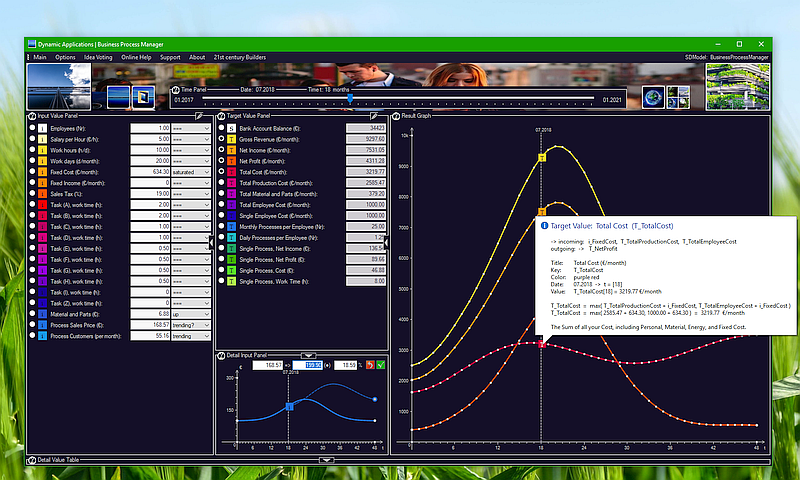 Dynamic Applications | Business Process Manager
Main Options Idea Voting Online Help Support About 21st century Builders SDModel: BusinessProcessManager
Time Panel Date: 07.2018 Time t: 18 months
01.2017 01.2021
Input Value Panel
Employees (Nr): 1.00 ===
Salary per Hour (€/h): 5.00 ===
Work hours (h/d): 10.00 ===
Work days (d/month): 20.00 ===
Fixed Cost (€/month): 634.30 saturated
Fixed Income (€/month): 0 ===
Sales Tax (%): 19.00 ===
Task (A), work time (h): 2.00 ===
Task (B), work time (h): 2.00 ===
Task (C), work time (h): 1.00 ===
Task (D), work time (h): 1.00 ===
Task (E), work time (h): 0.50 ===
Task (F), work time (h): 0.50 ===
Task (G), work time (h): 0.50 ===
Task (H), work time (h): 0.50 ===
Task (I), work time (h): 0 ===
Task (Z), work time (h): 0 ===
Material and Parts (€): 6.88 up
Process Sales Price (€): 168.57 trending?
Process Customers (per month): 55.16 trending
Target Value Panel
S Bank Account Balance (€): 34423
T Gross Revenue (€/month): 9297.60
T Net Income (€/month): 7531.05
T Net Profit (€/month): 4311.28
T Total Cost (€/month): 3219.77
T Total Production Cost (€/month): 2585.47
T Total Material and Parts (€/month): 379.20
T Total Employee Cost (€/month): 1000.00
T Single Employee Cost (€/month): 1000.00
T Monthly Processes per Employee (Nr): 25.00
T Daily Processes per Employee (Nr):
T Single Process, Net Income (€):
T Single Process, Net Profit (€): 89.66
T Single Process, Cost (€): 46.88
T Single Process, Work Time (h): 8.00
Detail Input Panel
168.57 => 199.90 (+) 18.59 %
€ 07.2018
300
150
0 6 12 18 24 30 36 42 48 t
Result Graph
07.2018
10k
9000
8000
7000
6000
5000
4000
3000
2000
1000
0 6 12 18 24 30 36 42 48 t
Target Value: Total Cost (T_TotalCost)
-> incoming: i_FixedCost, T_TotalProductionCost, T_TotalEmployeeCost
outgoing: -> T_NetProfit
Title: Total Cost (€/month)
Key: T_TotalCost
Color: purple red
Date: 07.2018 -> t = [18]
Value: T_TotalCost[18] = 3219.77 €/month
T_TotalCost = max( T_TotalProductionCost + i_FixedCost, T_TotalEmployeeCost + i_FixedCost )
T_TotalCost = max( 2585.47 + 634.30, 1000.00 + 634.30 ) = 3219.77 €/month
The Sum of all your Cost, including Personal, Material, Energy, and Fixed Cost.
Detail Value Table